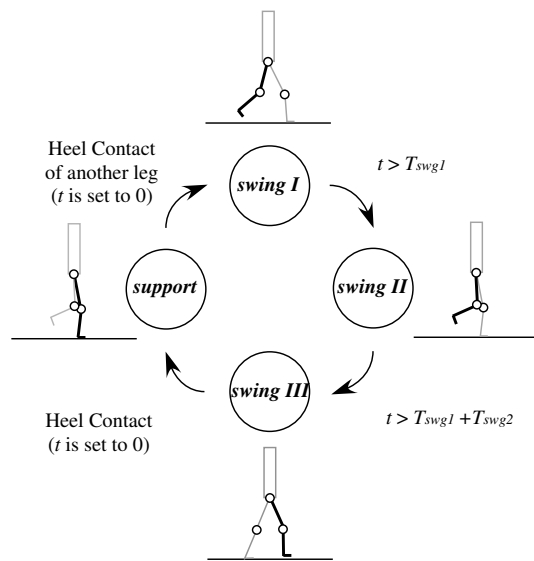 Heel Contact
of another leg
(t is set to 0)
swing I
t > Tswg1
support
swing II
swing III
Heel Contact
(t is set to 0)
t > Tswg1 +Tswg2